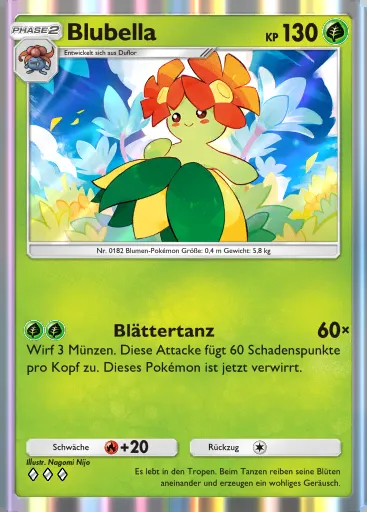 PHASE 2
Blubella
KP 130
Entwickelt sich aus Duflor
Nr. 0182 Blumen-Pokémon Größe: 0,4 m Gewicht: 5,8 kg
Blättertanz 60×
Wirf 3 Münzen. Diese Attacke fügt 60 Schadenspunkte
pro Kopf zu. Dieses Pokémon ist jetzt verwirrt.
Schwäche +20
Rückzug
Illustr. Nagomi Nijo
Es lebt in den Tropen. Beim Tanzen reiben seine Blüten
aneinander und erzeugen ein wohliges Geräusch.